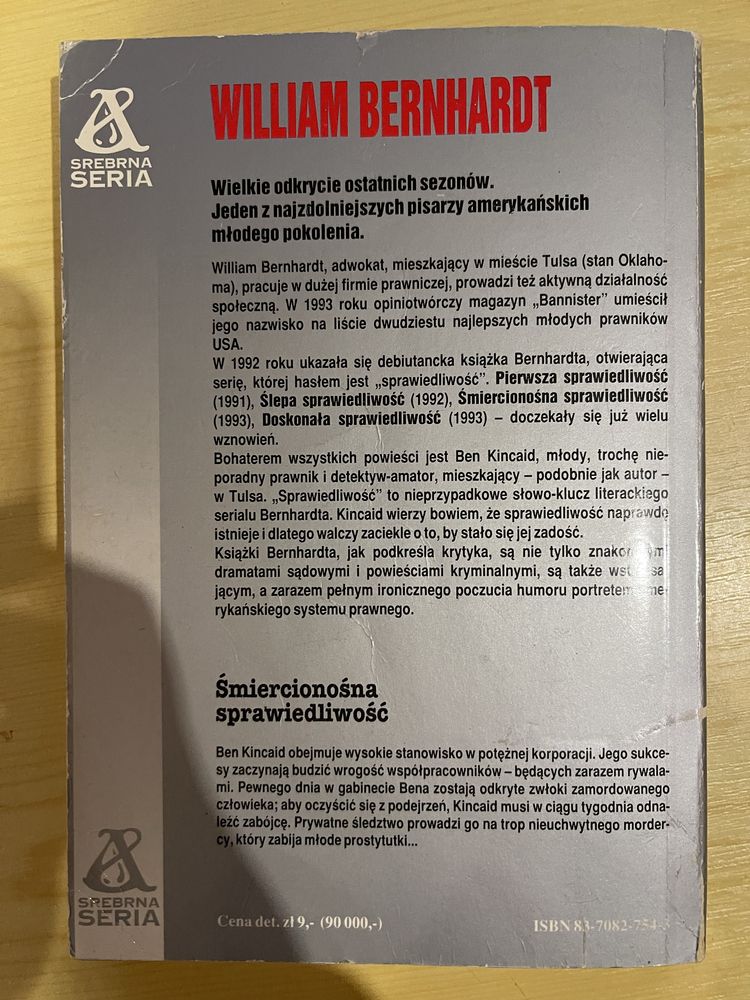 SREBRNA
SERIA
WILLIAM BERNHARDT
Wielkie odkrycie ostatnich sezonów.
Jeden z najzdolniejszych pisarzy amerykańskich
młodego pokolenia.
William Bernhardt, adwokat, mieszkający w mieście Tulsa (stan Oklaho-
ma), pracuje w dużej firmie prawniczej, prowadzi też aktywną działalność
społeczną. W 1993 roku opiniotwórczy magazyn „Bannister” umieścił
jego nazwisko na liście dwudziestu najlepszych młodych prawników
USA.
W 1992 roku ukazała się debiutancka książka Bernhardta, otwierająca
serię, której hasłem jest „sprawiedliwość”. Pierwsza sprawiedliwość
(1991), Ślepa sprawiedliwość (1992), Śmiercionośna sprawiedliwość
(1993), Doskonała sprawiedliwość (1993) – doczekały się już wielu
wznowień.
Bohaterem wszystkich powieści jest Ben Kincaid, młody, trochę nie-
poradny prawnik i detektyw-amator, mieszkający – podobnie jak autor –
w Tulsa. „Sprawiedliwość” to nieprzypadkowe słowo-klucz literackiego
serialu Bernhardta. Kincaid wierzy bowiem, że sprawiedliwość naprawdę
istnieje i dlatego walczy zaciekle o to, by stało się jej zadość.
Książki Bernhardta, jak podkreśla krytyka, są nie tylko
dramatami sądowymi i powieściami kryminalnymi, są także
jącym, a zarazem pełnym ironicznego poczucia humoru portretem
rykańskiego systemu prawnego.
Śmiercionośna
sprawiedliwość
Ben Kincaid obejmuje wysokie stanowisko w potężnej korporacji. Jego sukce-
sy zaczynają budzić wrogość współpracowników – będących zarazem rywala-
mi. Pewnego dnia w gabinecie Bena zostają odkryte zwłoki zamordowanego
człowieka; aby oczyścić się z podejrzeń, Kincaid musi w ciągu tygodnia odna-
leźć zabójcę. Prywatne śledztwo prowadzi go na trop nieuchwytnego morder-
cy, który zabija młode prostytutki...
SREBRNA
SERIA
Cena det. zł 9,- (90 000,-)
ISBN 83-7082-754-3